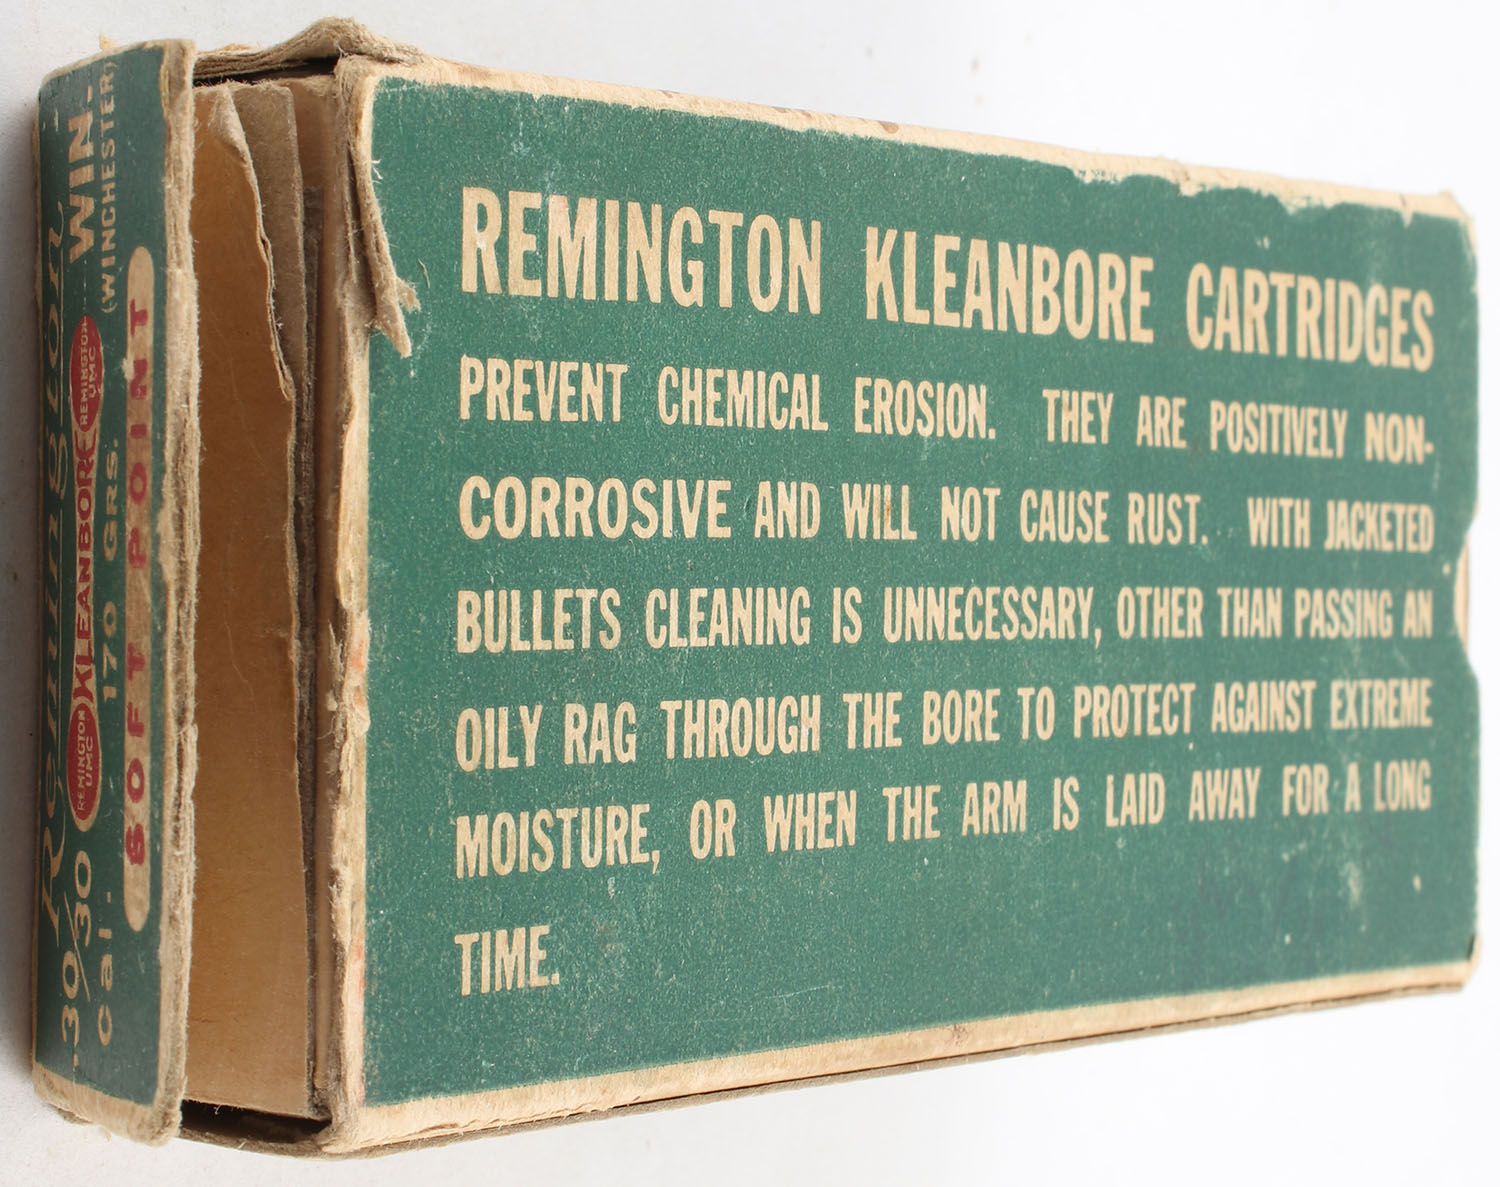 REMINGTON KLEANBORE CARTRIDGES
PREVENT CHEMICAL EROSION. THEY ARE POSITIVELY NON-
CORROSIVE AND WILL NOT CAUSE RUST. WITH JACKETED
BULLETS CLEANING IS UNNECESSARY, OTHER THAN PASSING AN
OILY RAG THROUGH THE BORE TO PROTECT AGAINST EXTREME
MOISTURE, OR WHEN THE ARM IS LAID AWAY FOR A LONG
TIME.
Remington
.30/30 REMINGTON UMC KLEANBORE REMINGTON UMC WIN.
Cal. 170 GRS. (WINCHESTER)
SOFT POINT